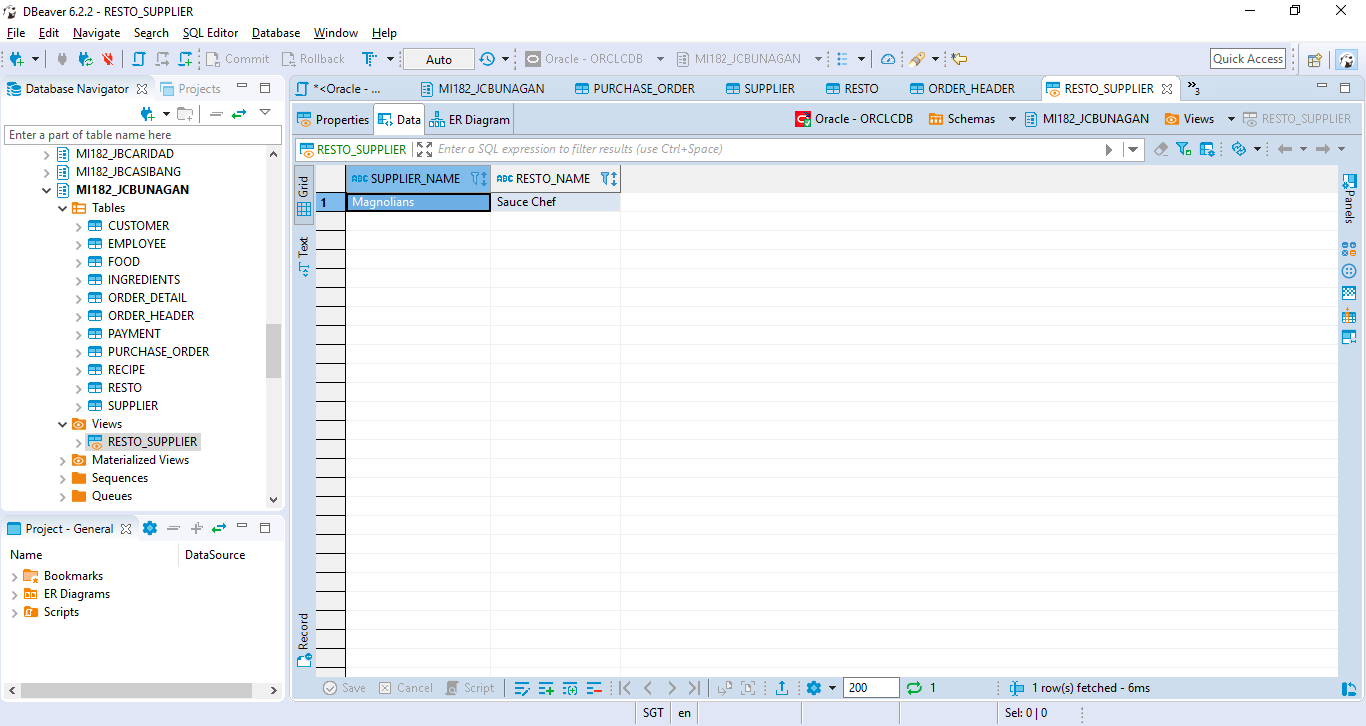 DBeaver 6.2.2 - RESTO_SUPPLIER
File Edit Navigate Search SQL Editor Database Window Help
Commit Rollback Auto Oracle - ORCLCDB MI182_JCBUNAGAN Quick Access
Database Navigator Projects
*<Oracle - ... MI182_JCBUNAGAN PURCHASE_ORDER SUPPLIER RESTO ORDER_HEADER RESTO_SUPPLIER »3
Properties Data ER Diagram Oracle - ORCLCDB Schemas MI182_JCBUNAGAN Views RESTO_SUPPLIER
Enter a part of table name here
RESTO_SUPPLIER Enter a SQL expression to filter results (use Ctrl+Space)
MI182_JBCARIDAD
MI182_JBCASIBANG
MI182_JCBUNAGAN
Tables
CUSTOMER
EMPLOYEE
FOOD
INGREDIENTS
ORDER_DETAIL
ORDER_HEADER
PAYMENT
PURCHASE_ORDER
RECIPE
RESTO
SUPPLIER
Views
RESTO_SUPPLIER
Materialized Views
Sequences
Queues
Grid
Text
Record
ABC SUPPLIER_NAME ABC RESTO_NAME
1 Magnolians Sauce Chef
Panels
Project - General
Name DataSource
Bookmarks
ER Diagrams
Scripts
Save Cancel Script 200 1 1 row(s) fetched - 6ms
SGT en Sel: 0 | 0